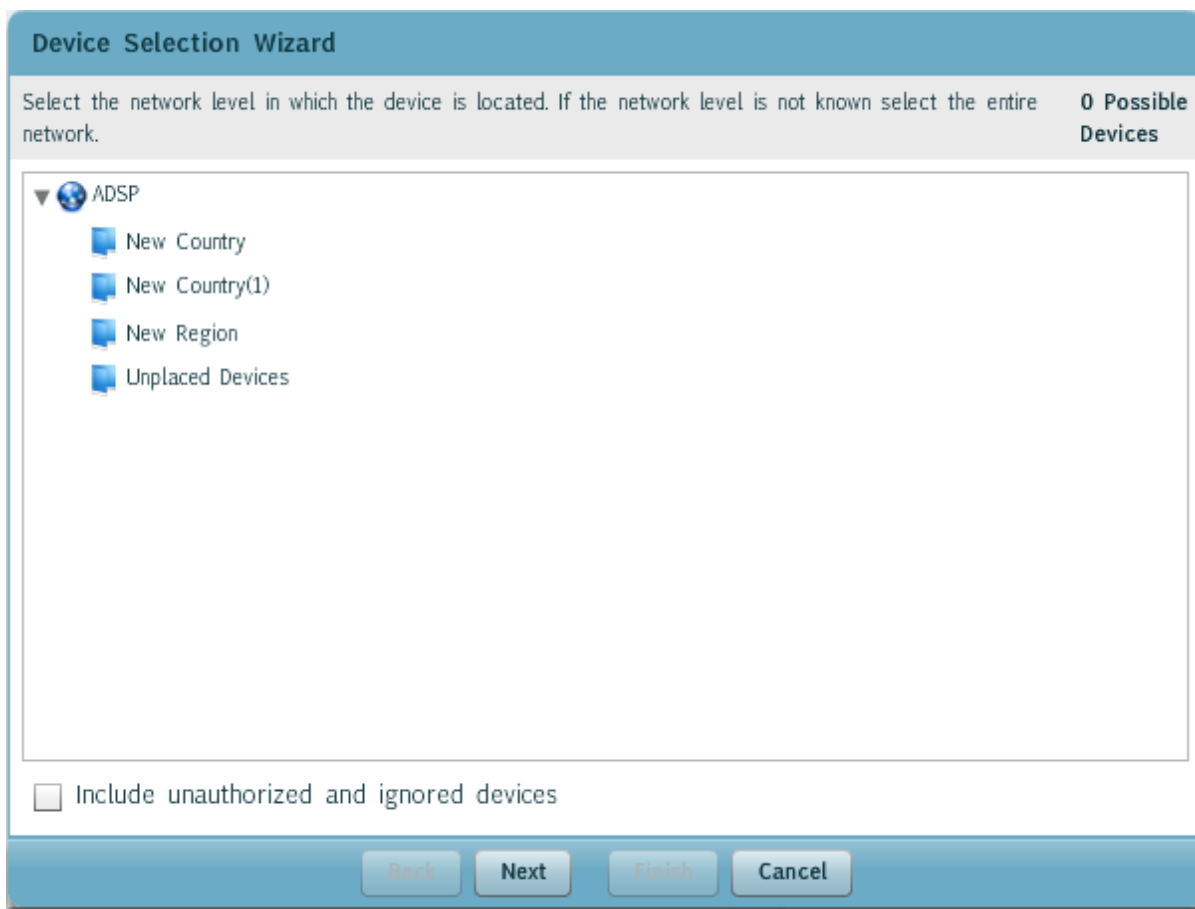 Device Selection Wizard
Select the network level in which the device is located. If the network level is not known select the entire
network.
0 Possible
Devices
ADSP
New Country
New Country(1)
New Region
Unplaced Devices
Include unauthorized and ignored devices
Back Next Finish Cancel